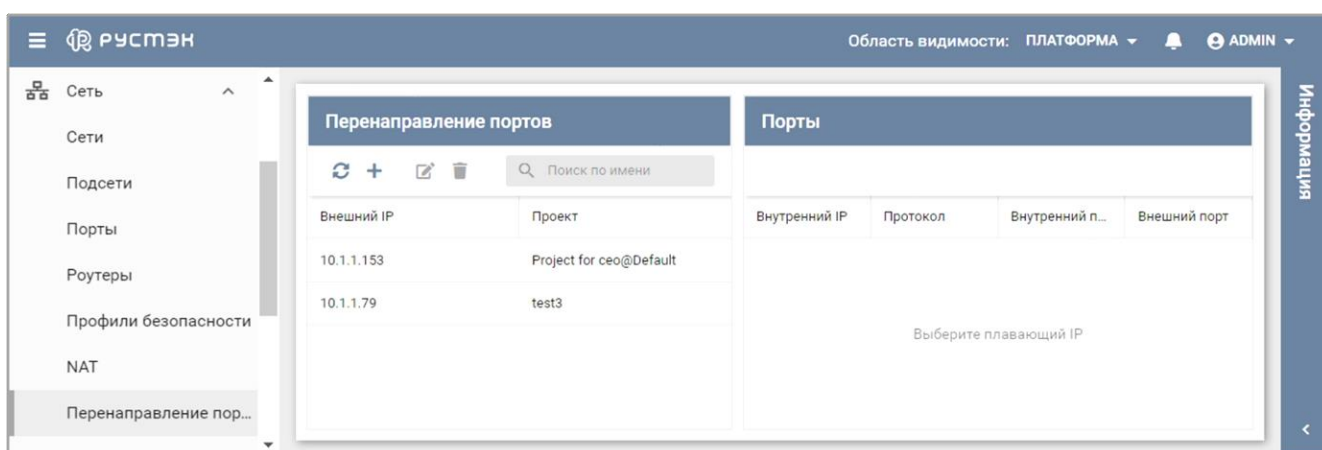 РУСТЭК
Область видимости: ПЛАТФОРМА
ADMIN
Сеть
Сети
Подсети
Порты
Роутеры
Профили безопасности
NAT
Перенаправление пор...
Перенаправление портов
Поиск по имени
Внешний IP Проект
10.1.1.153 Project for ceo@Default
10.1.1.79 test3
Порты
Внутренний IP Протокол Внутренний п... Внешний порт
Выберите плавающий IP
Информация